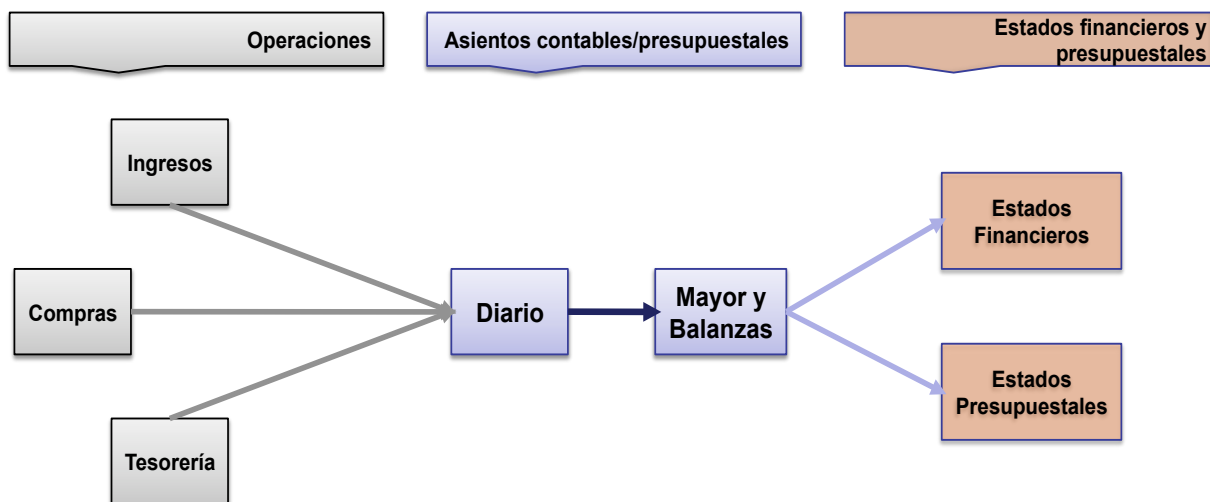 Operaciones
Asientos contables/presupuestales
Estados financieros y
presupuestales
Ingresos
Compras
Tesorería
Diario
Mayor y
Balanzas
Estados
Financieros
Estados
Presupuestales